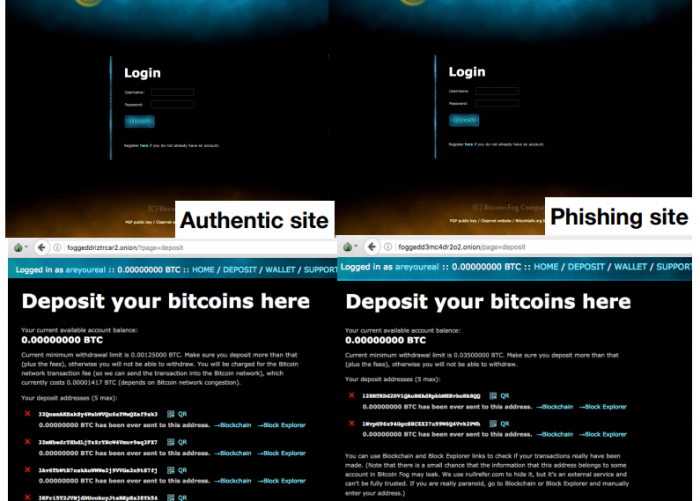 Login
Username:
Password:
Register here if you do not already have an account.
PGP public key / Clearnet website /
Authentic site
Login
Username:
Password:
Register here if you do not already have an account.
(C) Bitcoin Fog Company
PGP public key / Clearnet website / Bitcointalk.org
Phishing site
foggeddriztrcar2.onion/?page=deposit
Logged in as areyoureal :: 0.00000000 BTC :: HOME / DEPOSIT / WALLET / SUPPORT
Deposit your bitcoins here
Your current available account balance:
0.00000000 BTC
Current minimum withdrawal limit is 0.00125000 BTC. Make sure you deposit more than that
(plus the fees), otherwise you will not be able to withdraw. You will be charged for the Bitcoin
network transaction fee (so we can send the transaction into the Bitcoin network), which
currently costs 0.00001417 BTC (depends on Bitcoin network congestion).
Your deposit addresses (5 max):
QR
0.00000000 BTC has been ever sent to this address. →Blockchain →Block Explorer
QR
0.00000000 BTC has been ever sent to this address. →Blockchain →Block Explorer
QR
0.00000000 BTC has been ever sent to this address. →Blockchain →Block Explorer
QR
foggedd3mc4dr2o2.onion/page=deposit
Logged in as areyoureal :: 0.00000000 BTC :: HOME / DEPOSIT / WALLET / SUPPORT
Deposit your bitcoins here
Your current available account balance:
0.00000000 BTC
Current minimum withdrawal limit is 0.03500000 BTC. Make sure you deposit more than that
(plus the fees), otherwise you will not be able to withdraw.
Your deposit addresses (5 max):
QR
0.00000000 BTC has been ever sent to this address. →Blockchain →Block Explorer
QR
0.00000000 BTC has been ever sent to this address. →Blockchain →Block Explorer
You can use Blockchain and Block Explorer links to check if your transactions really have been
made. (Note that there is a small chance that the information that this address belongs to some
account in Bitcoin Fog may leak. We use nullrefer.com to hide it, but it's an external service and
can't be fully trusted. If you are really paranoid, go to Blockchain or Block Explorer and manually
enter your address.)